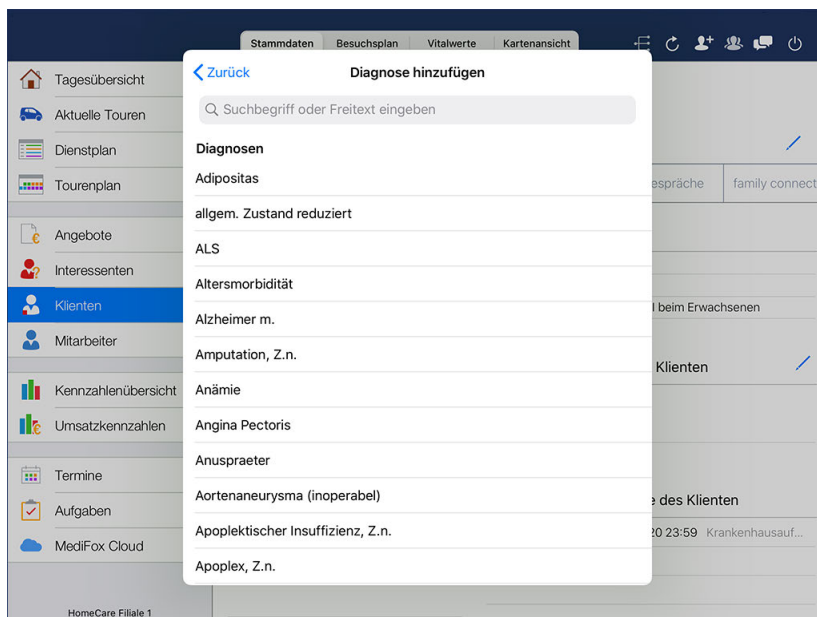 Stammdaten Besuchsplan Vitalwerte Kartenansicht
Zurück Diagnose hinzufügen
Suchbegriff oder Freitext eingeben
Diagnosen
Adipositas
allgem. Zustand reduziert
ALS
Altersmorbidität
Alzheimer m.
Amputation, Z.n.
Anämie
Angina Pectoris
Anuspraeter
Aortenaneurysma (inoperabel)
Apoplektischer Insuffizienz, Z.n.
Apoplex, Z.n.
Tagesübersicht
Aktuelle Touren
Dienstplan
Tourenplan
Angebote
Interessenten
Klienten
Mitarbeiter
Kennzahlenübersicht
Umsatzkennzahlen
Termine
Aufgaben
MediFox Cloud
HomeCare Filiale 1
espräche family connect
l beim Erwachsenen
Klienten
e des Klienten
20 23:59 Krankenhausauf...